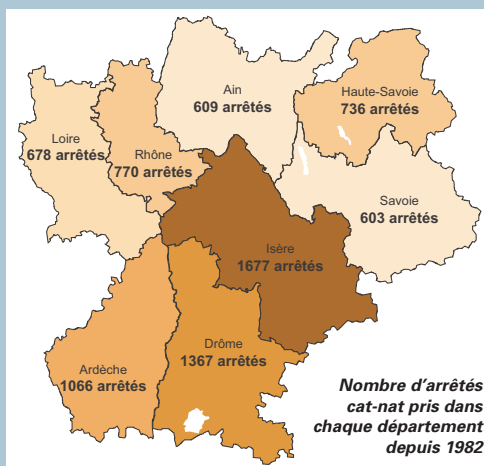 Ain
609 arrêtés
Haute-Savoie
736 arrêtés
Loire
678 arrêtés
Rhône
770 arrêtés
Savoie
603 arrêtés
Isère
1677 arrêtés
Drôme
1367 arrêtés
Ardèche
1066 arrêtés
Nombre d'arrêtés
cat-nat pris dans
chaque département
depuis 1982